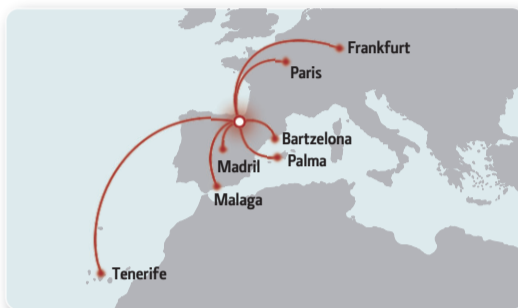 Frankfurt
Paris
Bartzelona
Palma
Madril
Malaga
Tenerife